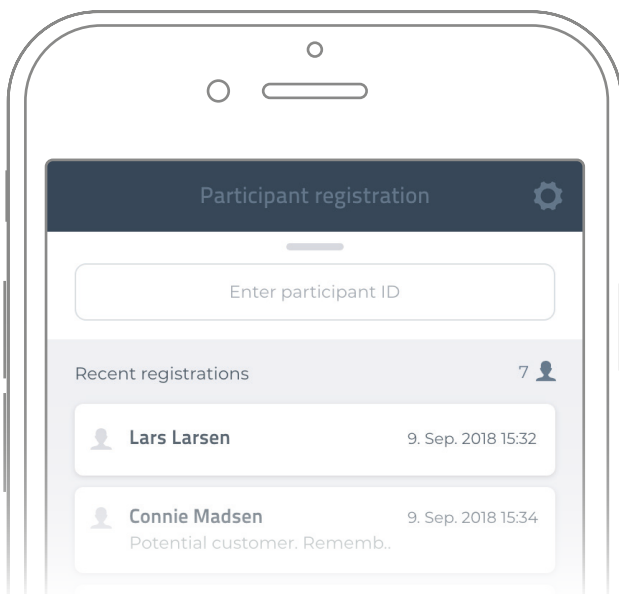 Participant registration
Enter participant ID
Recent registrations 7
Lars Larsen 9. Sep. 2018 15:32
Connie Madsen 9. Sep. 2018 15:34
Potential customer. Rememb..